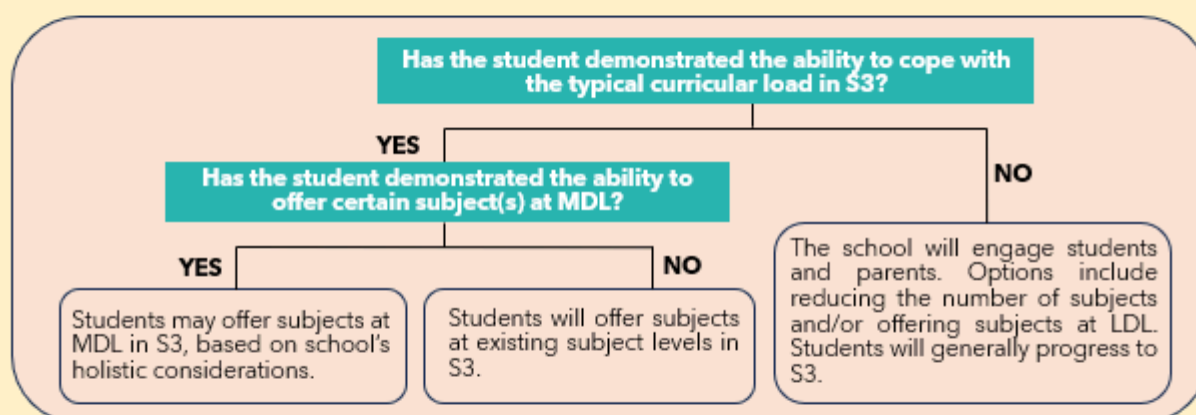 Has the student demonstrated the ability to cope with
the typical curricular load in S3?
YES
NO
Has the student demonstrated the ability to
offer certain subject(s) at MDL?
YES
NO
Students may offer subjects at
MDL in S3, based on school's
holistic considerations.
Students will offer subjects
at existing subject levels in
S3.
The school will engage students
and parents. Options include
reducing the number of subjects
and/or offering subjects at LDL.
Students will generally progress to
S3.